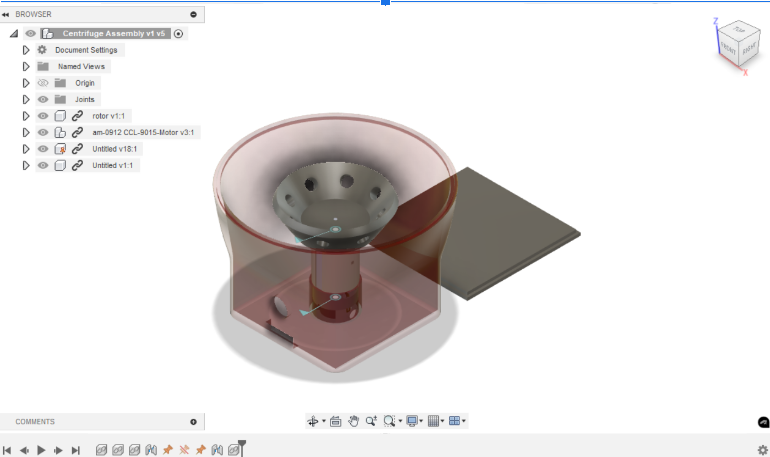 BROWSER
Centrifuge Assembly v1 v5
Document Settings
Named Views
Origin
Joints
rotor v1:1
am-0912 CCL-9015-Motor v3:1
Untitled v18:1
Untitled v1:1
Z
FRONT
RIGHT
X
COMMENTS